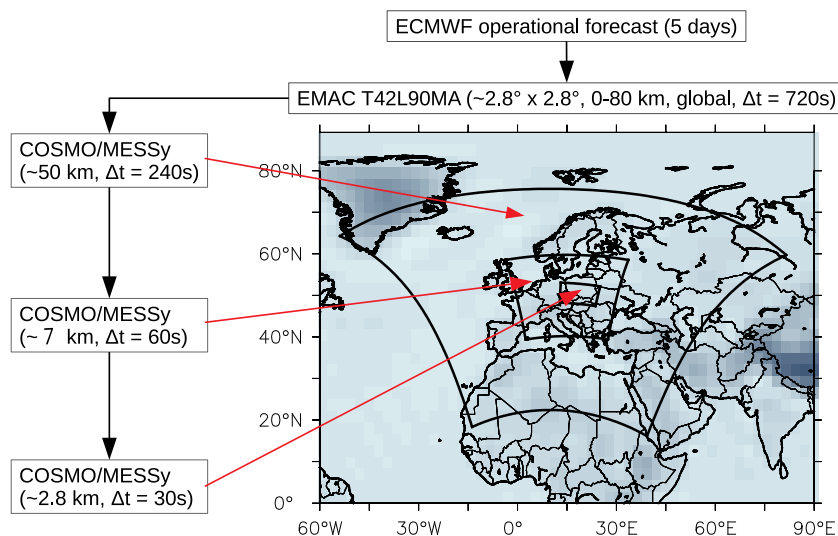 ECMWF operational forecast (5 days)
EMAC T42L90MA (~2.8° x 2.8°, 0-80 km, global, Δt = 720s)
COSMO/MESSy
(~50 km, Δt = 240s)
COSMO/MESSy
(~ 7 km, Δt = 60s)
COSMO/MESSy
(~2.8 km, Δt = 30s)
80°N
60°N
40°N
20°N
0°
60°W 30°W 0° 30°E 60°E 90°E